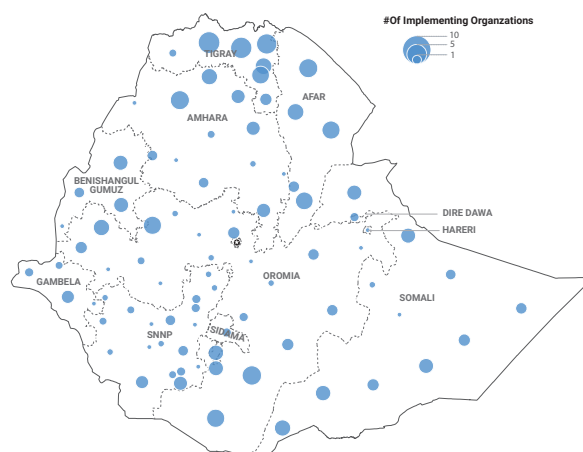 #Of Implementing Organzations
10
5
1
TIGRAY
AFAR
AMHARA
BENISHANGUL
GUMUZ
DIRE DAWA
HARERI
GAMBELA
OROMIA
SOMALI
SNNP
SIDAMA